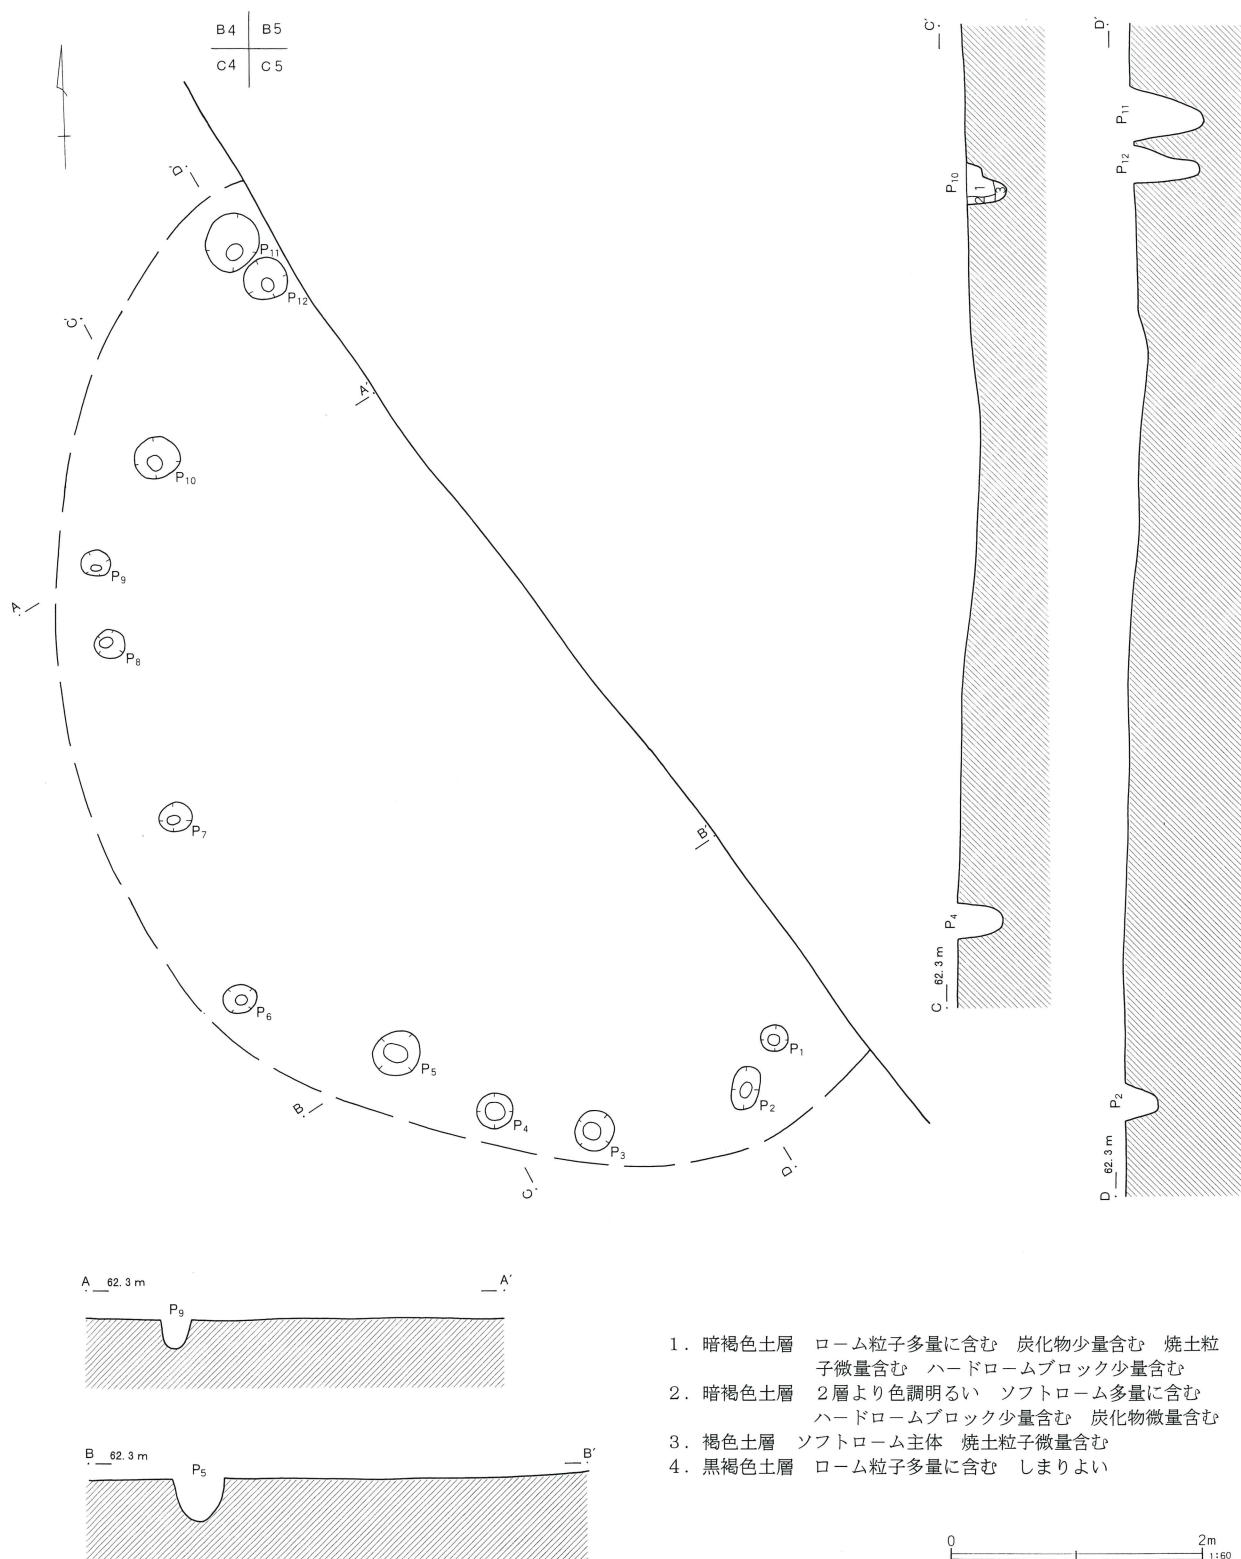 B4 B5
C4 C5
D′
P11
P12
C′
A′
P10
P9
A
P8
P7
B′
P6
P5
P4
P3
P2
P1
B
C
D
C′
P10
1
2
3
P4
C 62.3 m
D′
P11
P12
P2
D 62.3 m
A 62.3 m A′
P9
B 62.3 m B′
P5
1．暗褐色土層　ローム粒子多量に含む　炭化物少量含む　焼土粒
子微量含む　ハードロームブロック少量含む
2．暗褐色土層　2層より色調明るい　ソフトローム多量に含む
ハードロームブロック少量含む　炭化物微量含む
3．褐色土層　ソフトローム主体　焼土粒子微量含む
4．黒褐色土層　ローム粒子多量に含む　しまりよい
0 2m
1:60